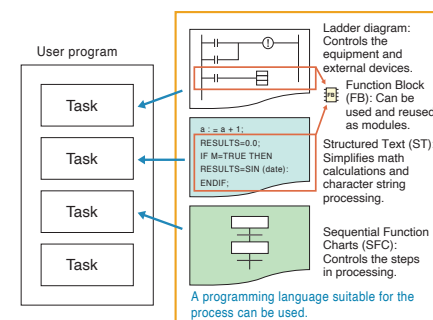 User program
Task
Task
Task
Task
Ladder diagram:
Controls the
equipment and
external devices.
FB
Function Block
(FB): Can be
used and reused
as modules.
a : = a + 1;
RESULTS=0.0;
IF M=TRUE THEN
RESULTS=SIN (date):
ENDIF;
Structured Text (ST)
Simplifies math
calculations and
character string
processing.
Sequential Function
Charts (SFC):
Controls the steps
in processing.
A programming language suitable for the
process can be used.